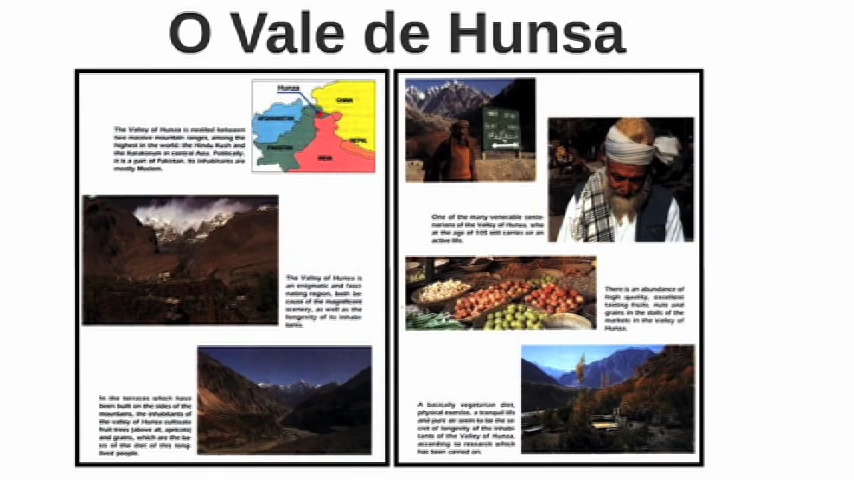 O Vale de Hunsa
Hunza
CHINA
AFGHANISTAN
PAKISTAN
NEPAL
INDIA
The Valley of Hunsa is nestled between
two massive mountain ranges, among the
highest in the world: the Hindu Kush and
the Karakorum in central Asia. Politically,
it is a part of Pakistan. Its inhabitants are
mostly Moslem.
The Valley of Hunza is
an enigmatic and fasci-
nating region, both be-
cause of the magnificent
scenery, as well as the
longevity of its inhabi-
tants.
In the terraces which have
been built on the sides of the
mountains, the inhabitants of
the valley of Hunza cultivate
fruit trees (above all, apricots)
and grains, which are the ba-
sis of the diet of this long-
lived people.
One of the many venerable cente-
narians of the Valley of Hunza, who
at the age of 105 still carries on an
active life.
There is an abundance of
high quality, excellent
tasting fruits, nuts and
grains in the stalls of the
markets in the Valley of
Hunza.
A basically vegetarian diet,
physical exercise, a tranquil life
and pure air seem to be the se-
cret of longevity of the inhabi-
tants of the Valley of Hunza,
according to research which
has been carried on.